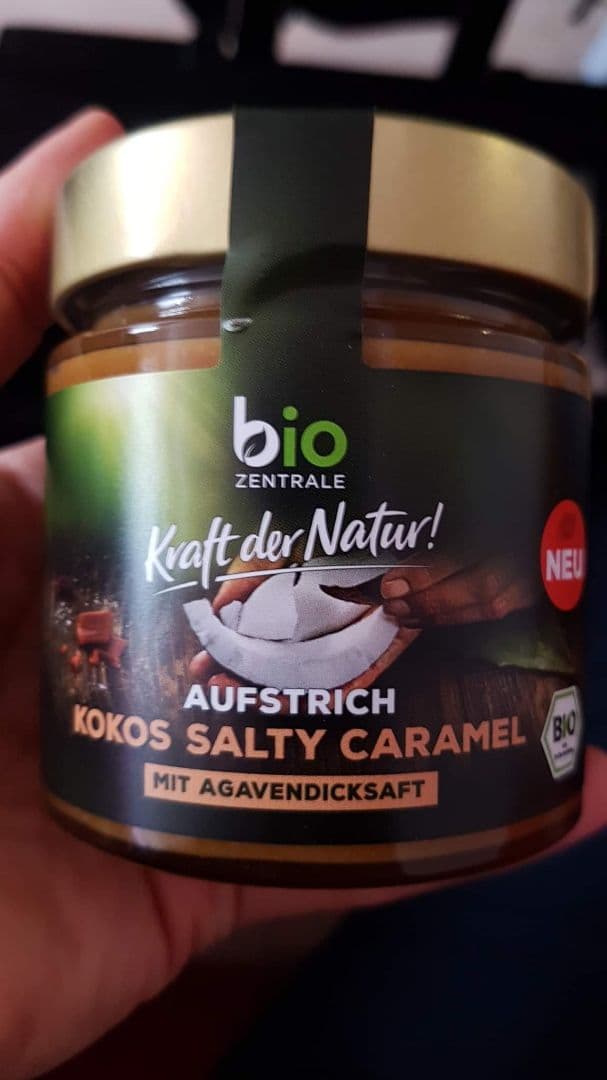 bio
ZENTRALE
Kraft der Natur!
NEU
AUFSTRICH
KOKOS SALTY CARAMEL
BIO
MIT AGAVENDICKSAFT